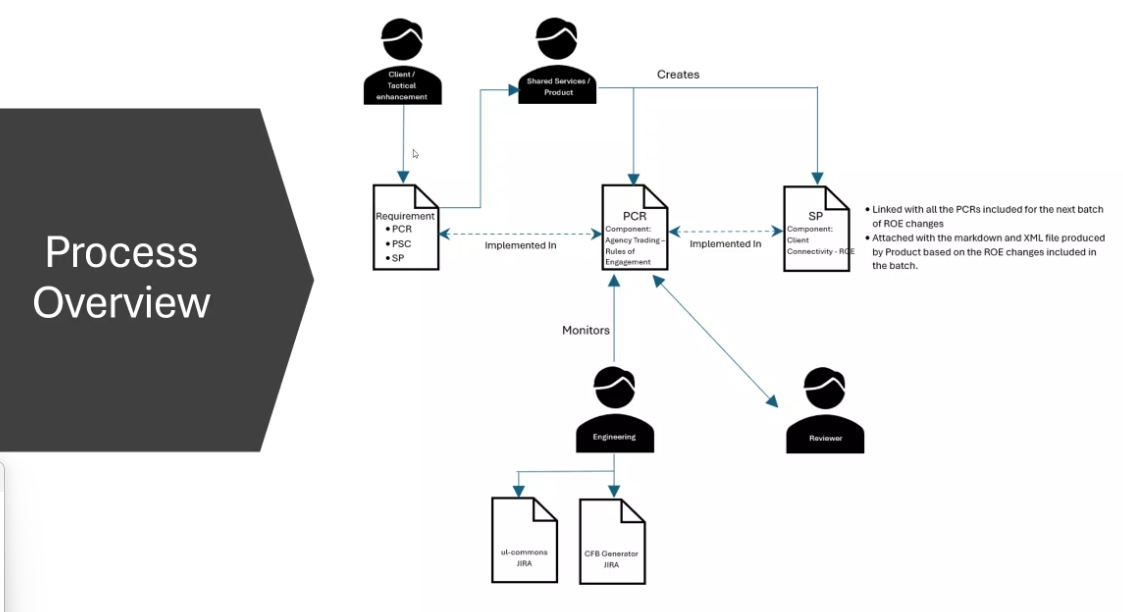 Process
Overview
Client /
Tactical
enhancement
Shared Services /
Product
Creates
Requirement
• PCR
• PSC
• SP
Implemented In
PCR
Component:
Agency Trading –
Rules of
Engagement
Implemented In
SP
Component:
Client
Connectivity - ROE
• Linked with all the PCRs included for the next batch
of ROE changes
• Attached with the markdown and XML file produced
by Product based on the ROE changes included in
the batch.
Monitors
Engineering
Reviewer
ul-commons
JIRA
CFB Generator
JIRA